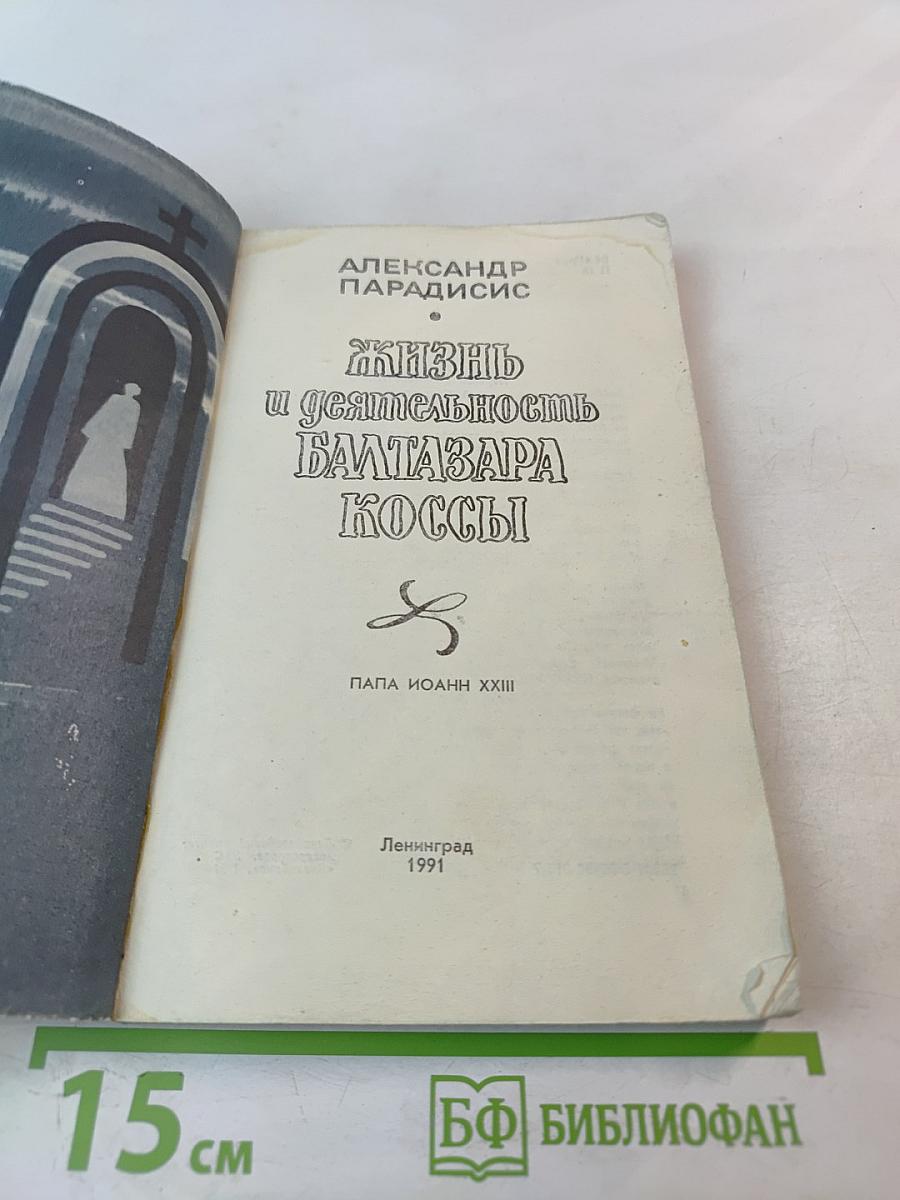 АЛЕКСАНДР
ПАРАДИСИС
ЖИЗНЬ
и деятельность
БАЛТАЗАРА
КОССЫ
ПАПА ИОАНН XXIII
Ленинград
1991
15 см
БФ БИБЛИОФАН